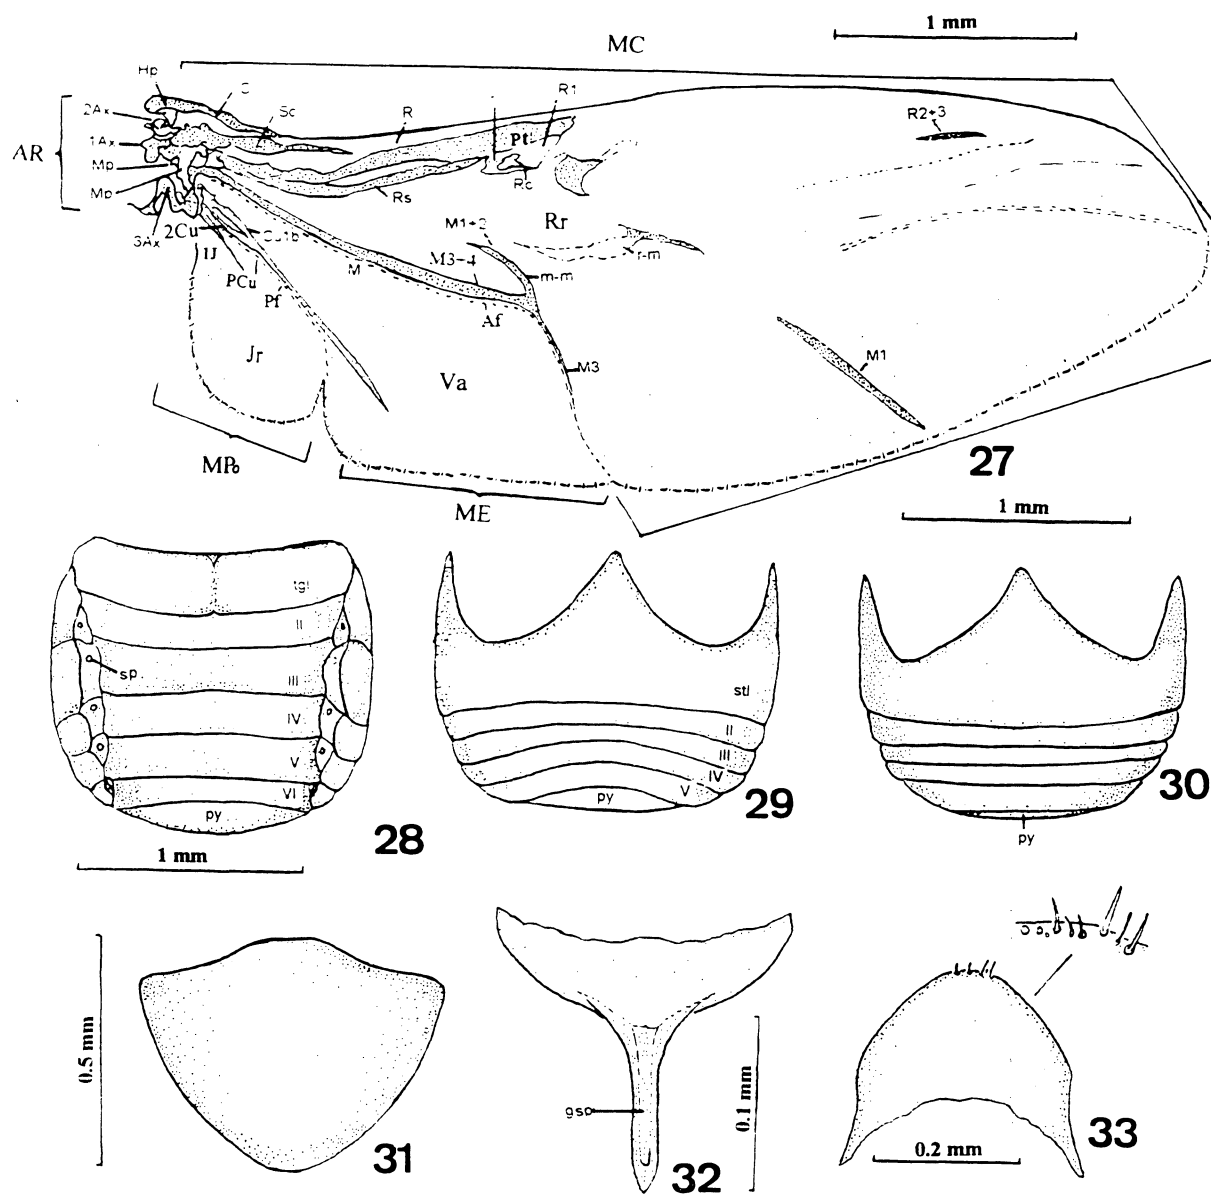 1 mm
MC
Hp
C
2Ax
Sc
R
R1
R2+3
AR
1Ax
Pt
Mp
Rc
Mp
Rs
3Ax
2Cu
Cu1b
M1+2
Rr
IJ
M
M3-4
m-m
r-m
PCu
Pf
Af
Jr
Va
M3
M1
MP
ME
27
1 mm
tgI
II
sp
III
IV
V
VI
py
28
1 mm
stI
II
III
IV
V
py
29
30
py
0.5 mm
31
gsp
0.1 mm
32
33
0.2 mm